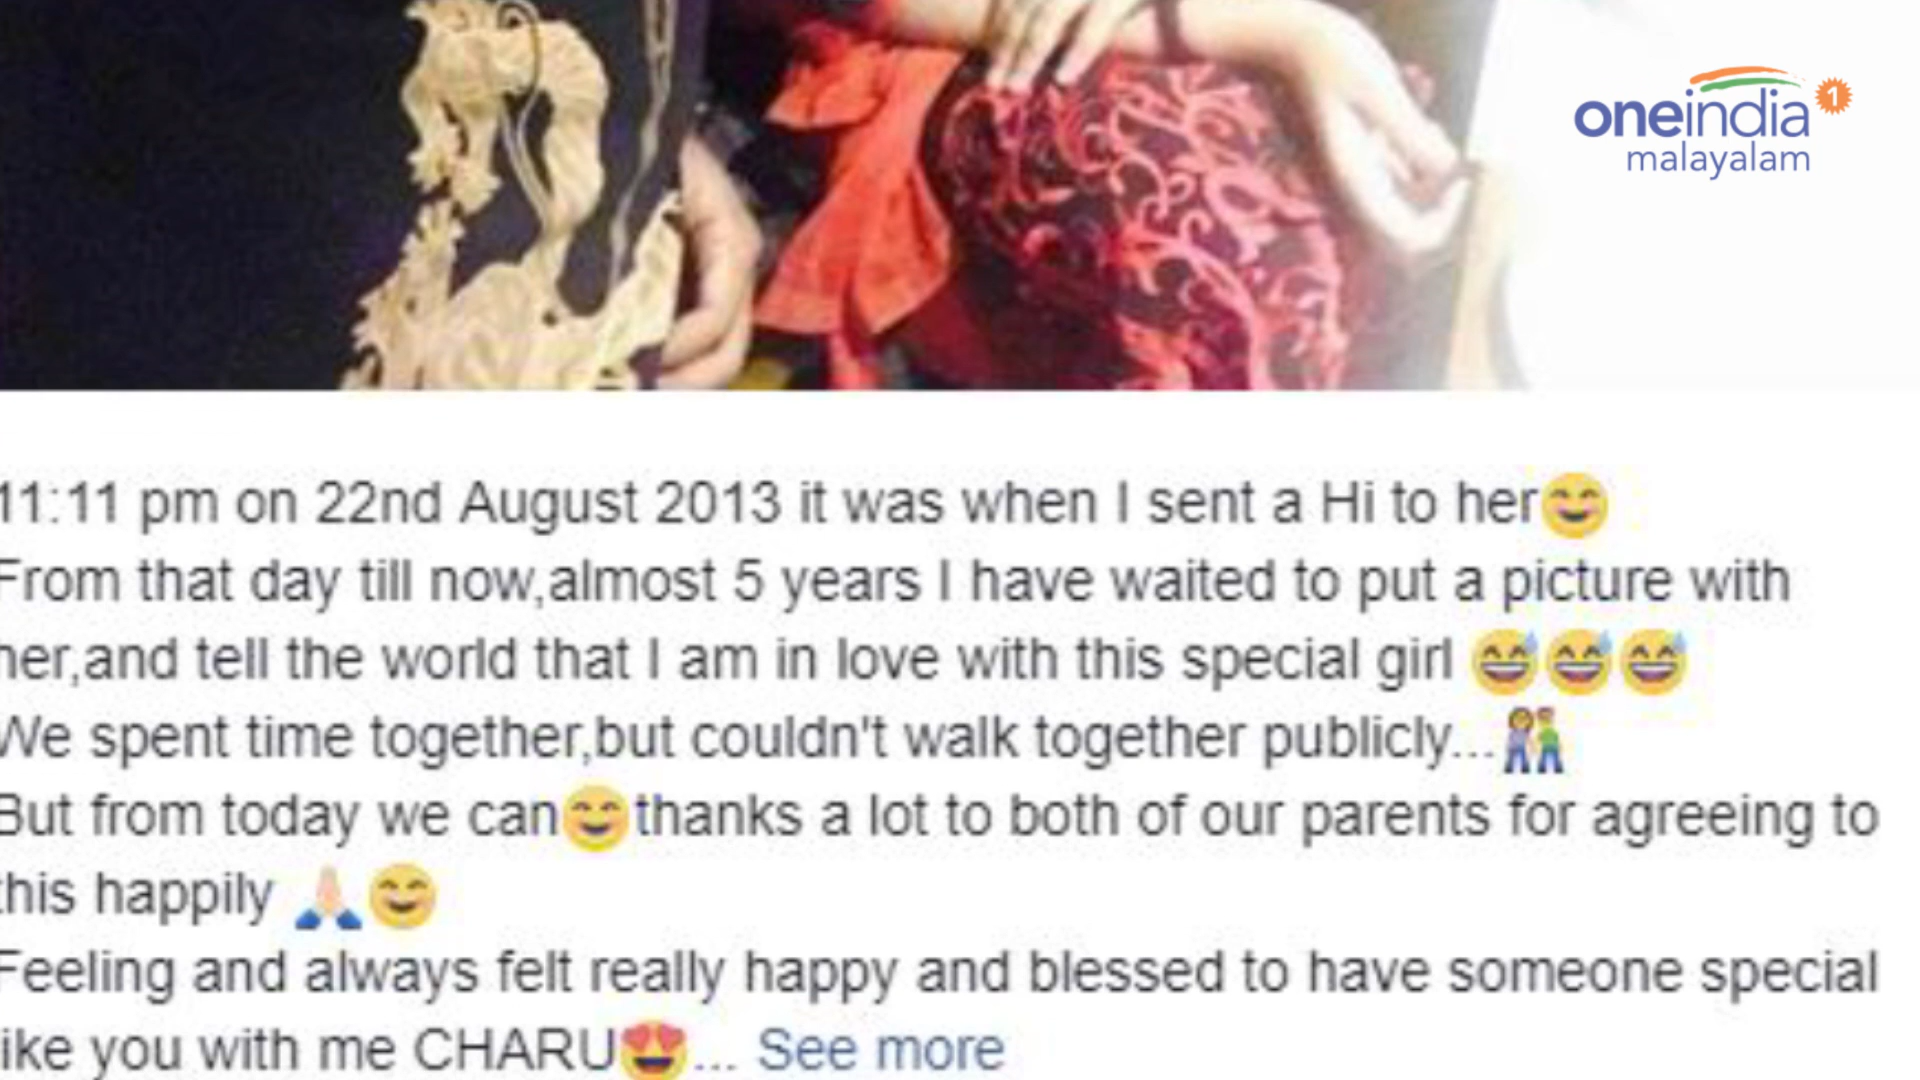 oneindia 1
malayalam
11:11 pm on 22nd August 2013 it was when I sent a Hi to her😊
From that day till now,almost 5 years I have waited to put a picture with
her,and tell the world that I am in love with this special girl 😅😅😅
We spent time together,but couldn't walk together publicly...👫
But from today we can😊thanks a lot to both of our parents for agreeing to
this happily 🙏😊
Feeling and always felt really happy and blessed to have someone special
like you with me CHARU😍... See more